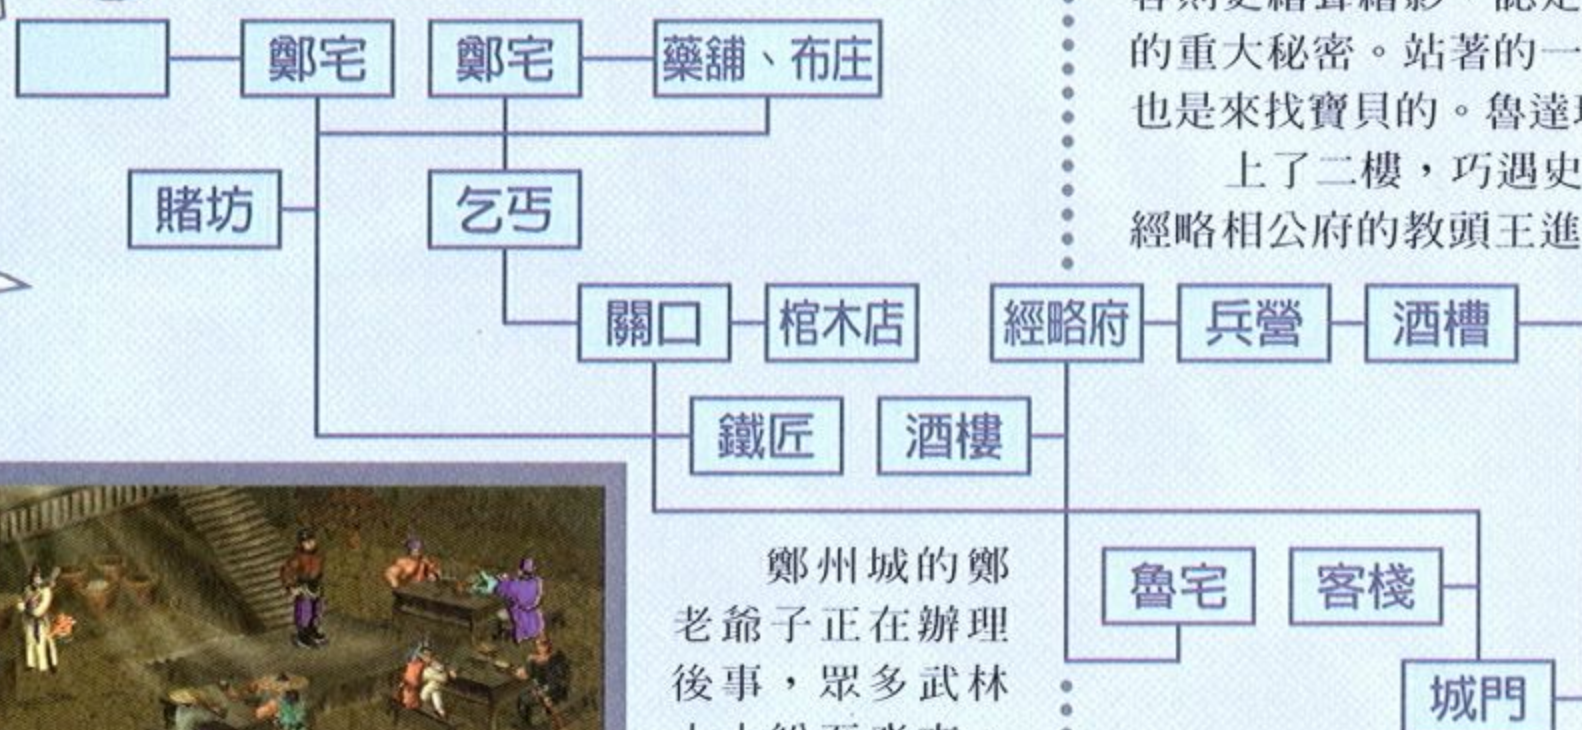 鄭宅
鄭宅
藥舖、布庄
賭坊
乞丐
關口
棺木店
經略府
兵營
酒槽
鐵匠
酒樓
魯宅
客棧
城門
的重大秘密。站著的一
也是來找寶貝的。魯達
上了二樓，巧遇史
經略相公府的教頭王進
鄭州城的鄭
老爺子正在辦理
後事，眾多武林